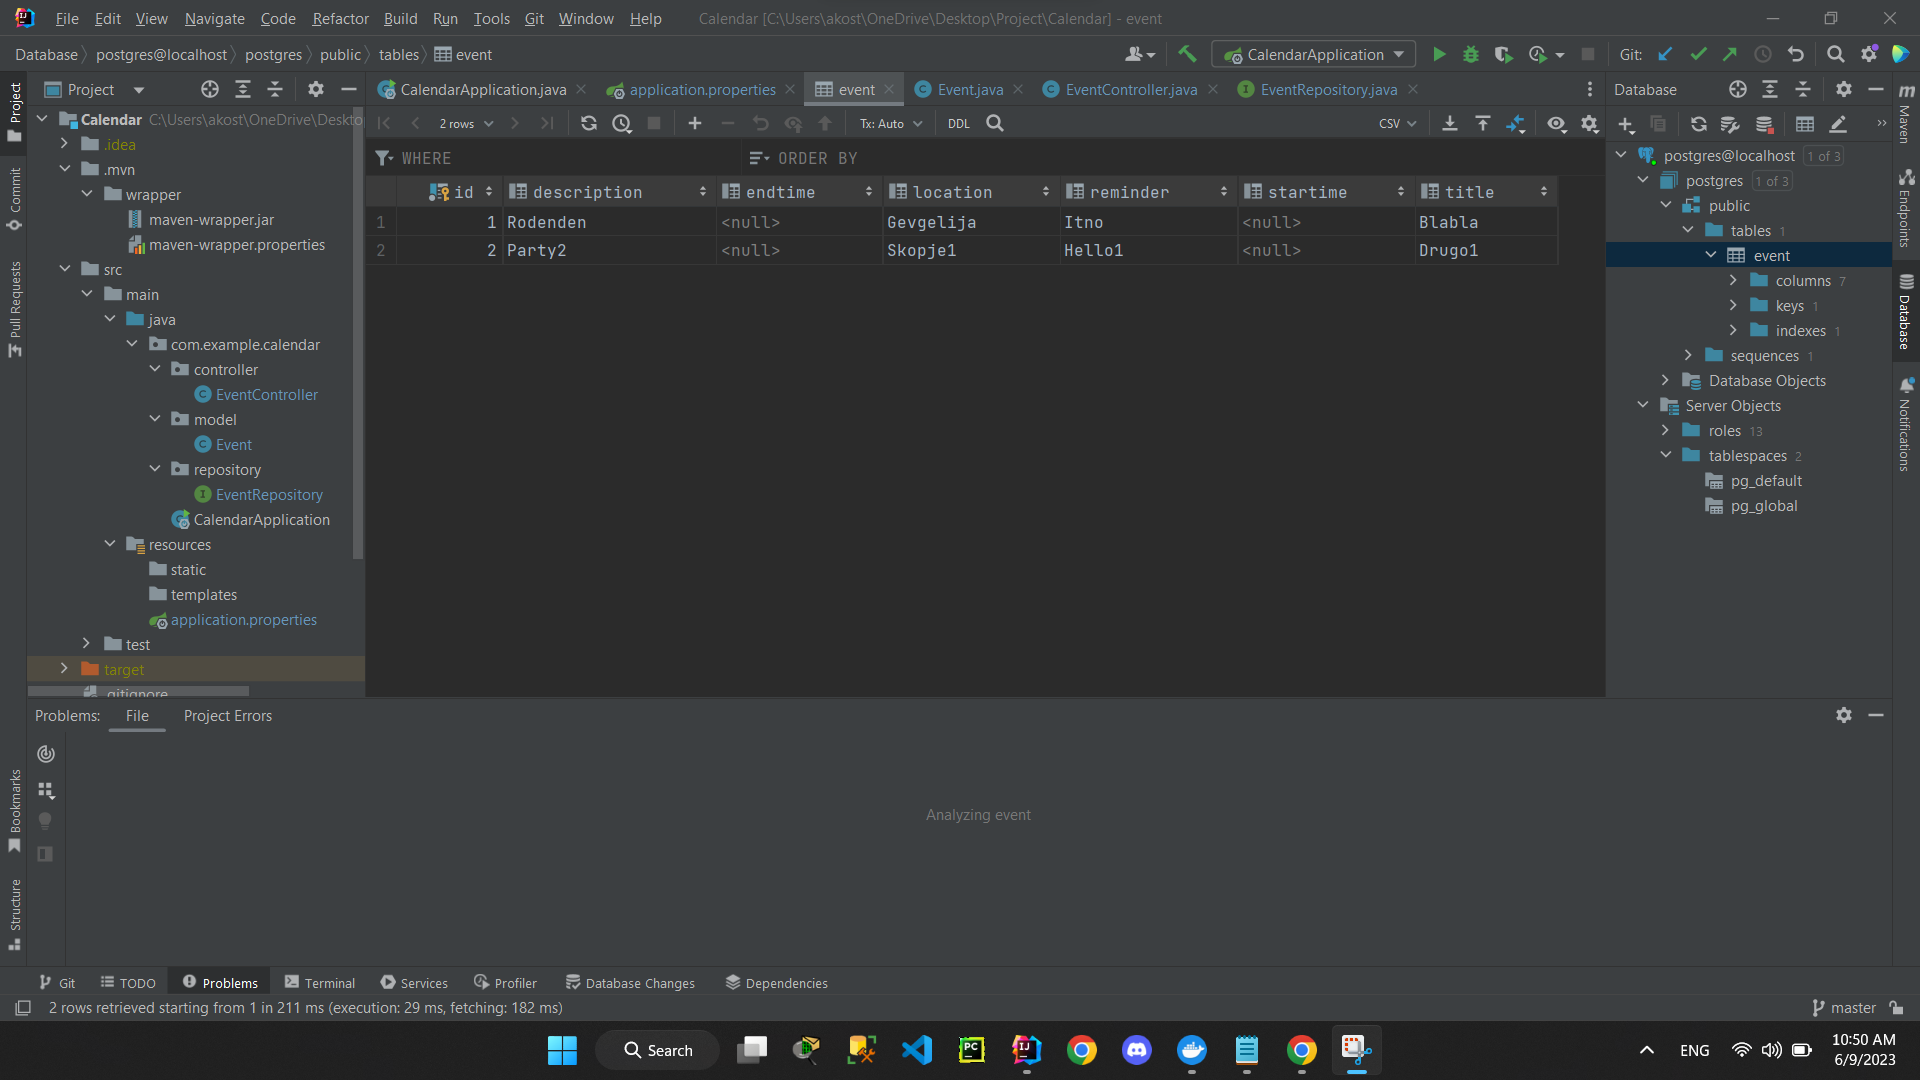 File Edit View Navigate Code Refactor Build Run Tools Git Window Help Calendar [C:\Users\akost\OneDrive\Desktop\Project\Calendar] - event
Database postgres@localhost postgres public tables event
CalendarApplication Git:
Project
CalendarApplication.java application.properties event Event.java EventController.java EventRepository.java
Database
2 rows Tx: Auto DDL CSV
WHERE ORDER BY
id description endtime location reminder startime title
1 1 Rodenden <null> Gevgelija Itno <null> Blabla
2 2 Party2 <null> Skopje1 Hello1 <null> Drugo1
Calendar C:\Users\akost\OneDrive\Deskto
.idea
.mvn
wrapper
maven-wrapper.jar
maven-wrapper.properties
src
main
java
com.example.calendar
controller
EventController
model
Event
repository
EventRepository
CalendarApplication
resources
static
templates
application.properties
test
target
.gitignore
postgres@localhost 1 of 3
postgres 1 of 3
public
tables 1
event
columns 7
keys 1
indexes 1
sequences 1
Database Objects
Server Objects
roles 13
tablespaces 2
pg_default
pg_global
Project
Commit
Pull Requests
Bookmarks
Structure
Maven
Endpoints
Database
Notifications
Problems: File Project Errors
Analyzing event
Git TODO Problems Terminal Services Profiler Database Changes Dependencies
2 rows retrieved starting from 1 in 211 ms (execution: 29 ms, fetching: 182 ms)
master
Search
PC
IJ
ENG
10:50 AM
6/9/2023